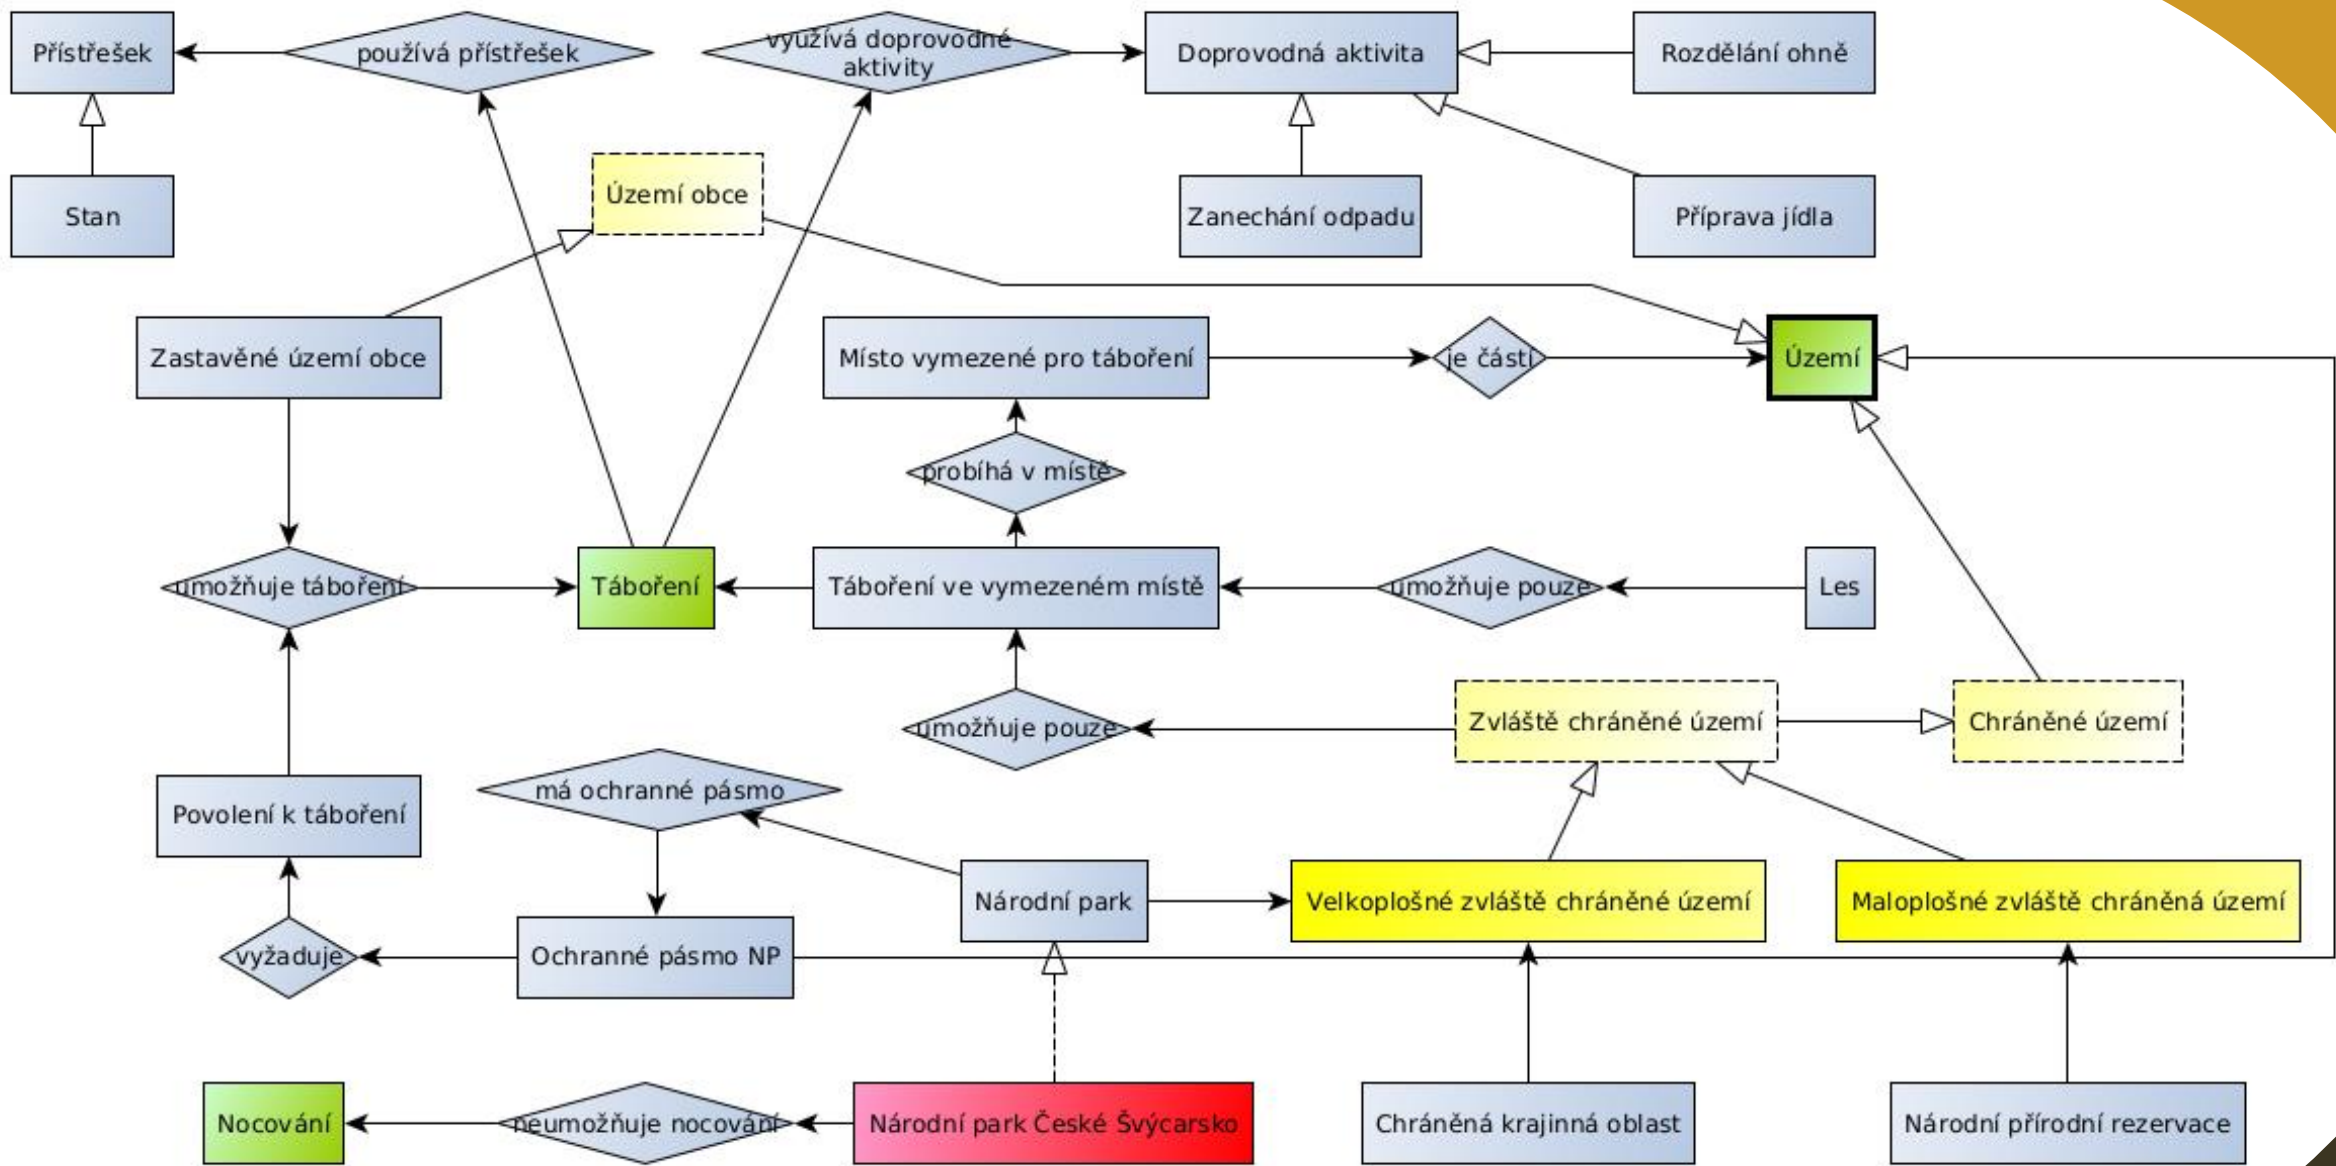 Přístřešek
používá přístřešek
využívá doprovodné
aktivity
Doprovodná aktivita
Rozdělání ohně
Stan
Území obce
Zanechání odpadu
Příprava jídla
Zastavěné území obce
Místo vymezené pro táboření
je částí
Území
probíhá v místě
umožňuje táboření
Táboření
Táboření ve vymezeném místě
umožňuje pouze
Les
umožňuje pouze
Zvláště chráněné území
Chráněné území
má ochranné pásmo
Povolení k táboření
Národní park
Velkoplošné zvláště chráněné území
Maloplošné zvláště chráněná území
vyžaduje
Ochranné pásmo NP
Nocování
neumožňuje nocování
Národní park České Švýcarsko
Chráněná krajinná oblast
Národní přírodní rezervace